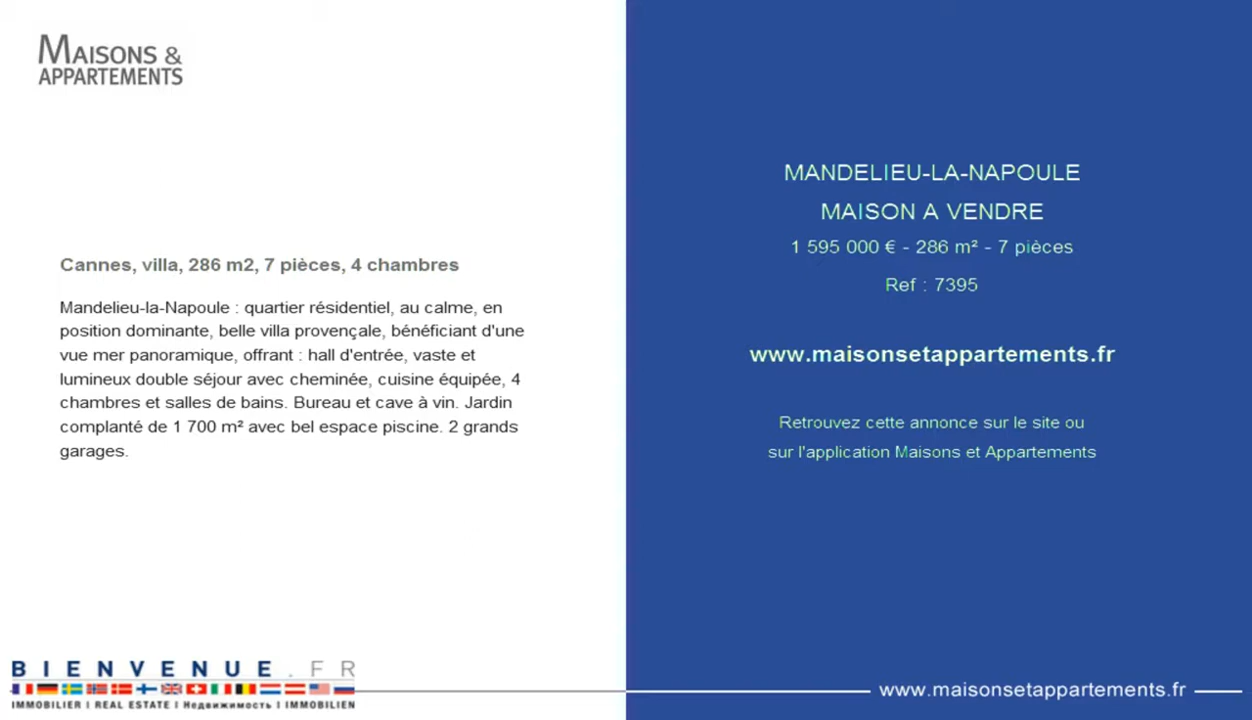 MAISONS &
APPARTEMENTS
Cannes, villa, 286 m2, 7 pièces, 4 chambres
Mandelieu-la-Napoule : quartier résidentiel, au calme, en
position dominante, belle villa provençale, bénéficiant d'une
vue mer panoramique, offrant : hall d'entrée, vaste et
lumineux double séjour avec cheminée, cuisine équipée, 4
chambres et salles de bains. Bureau et cave à vin. Jardin
complanté de 1 700 m² avec bel espace piscine. 2 grands
garages.
BIENVENUE.FR
IMMOBILIER I REAL ESTATE I Недвижимость I IMMOBILIEN
MANDELIEU-LA-NAPOULE
MAISON A VENDRE
1 595 000 € - 286 m² - 7 pièces
Ref : 7395
www.maisonsetappartements.fr
Retrouvez cette annonce sur le site ou
sur l'application Maisons et Appartements
www.maisonsetappartements.fr